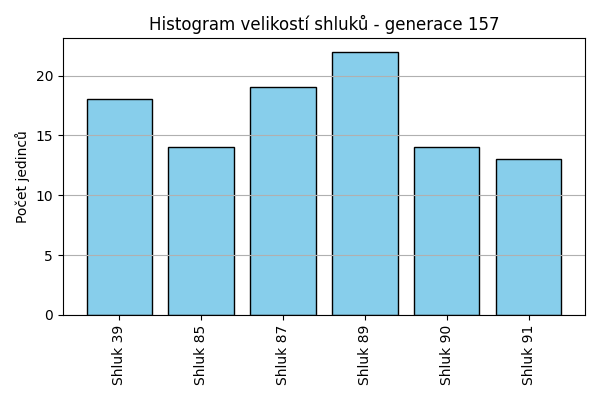 Histogram velikostí shluků - generace 157
Počet jedinců
20
15
10
5
0
Shluk 39
Shluk 85
Shluk 87
Shluk 89
Shluk 90
Shluk 91